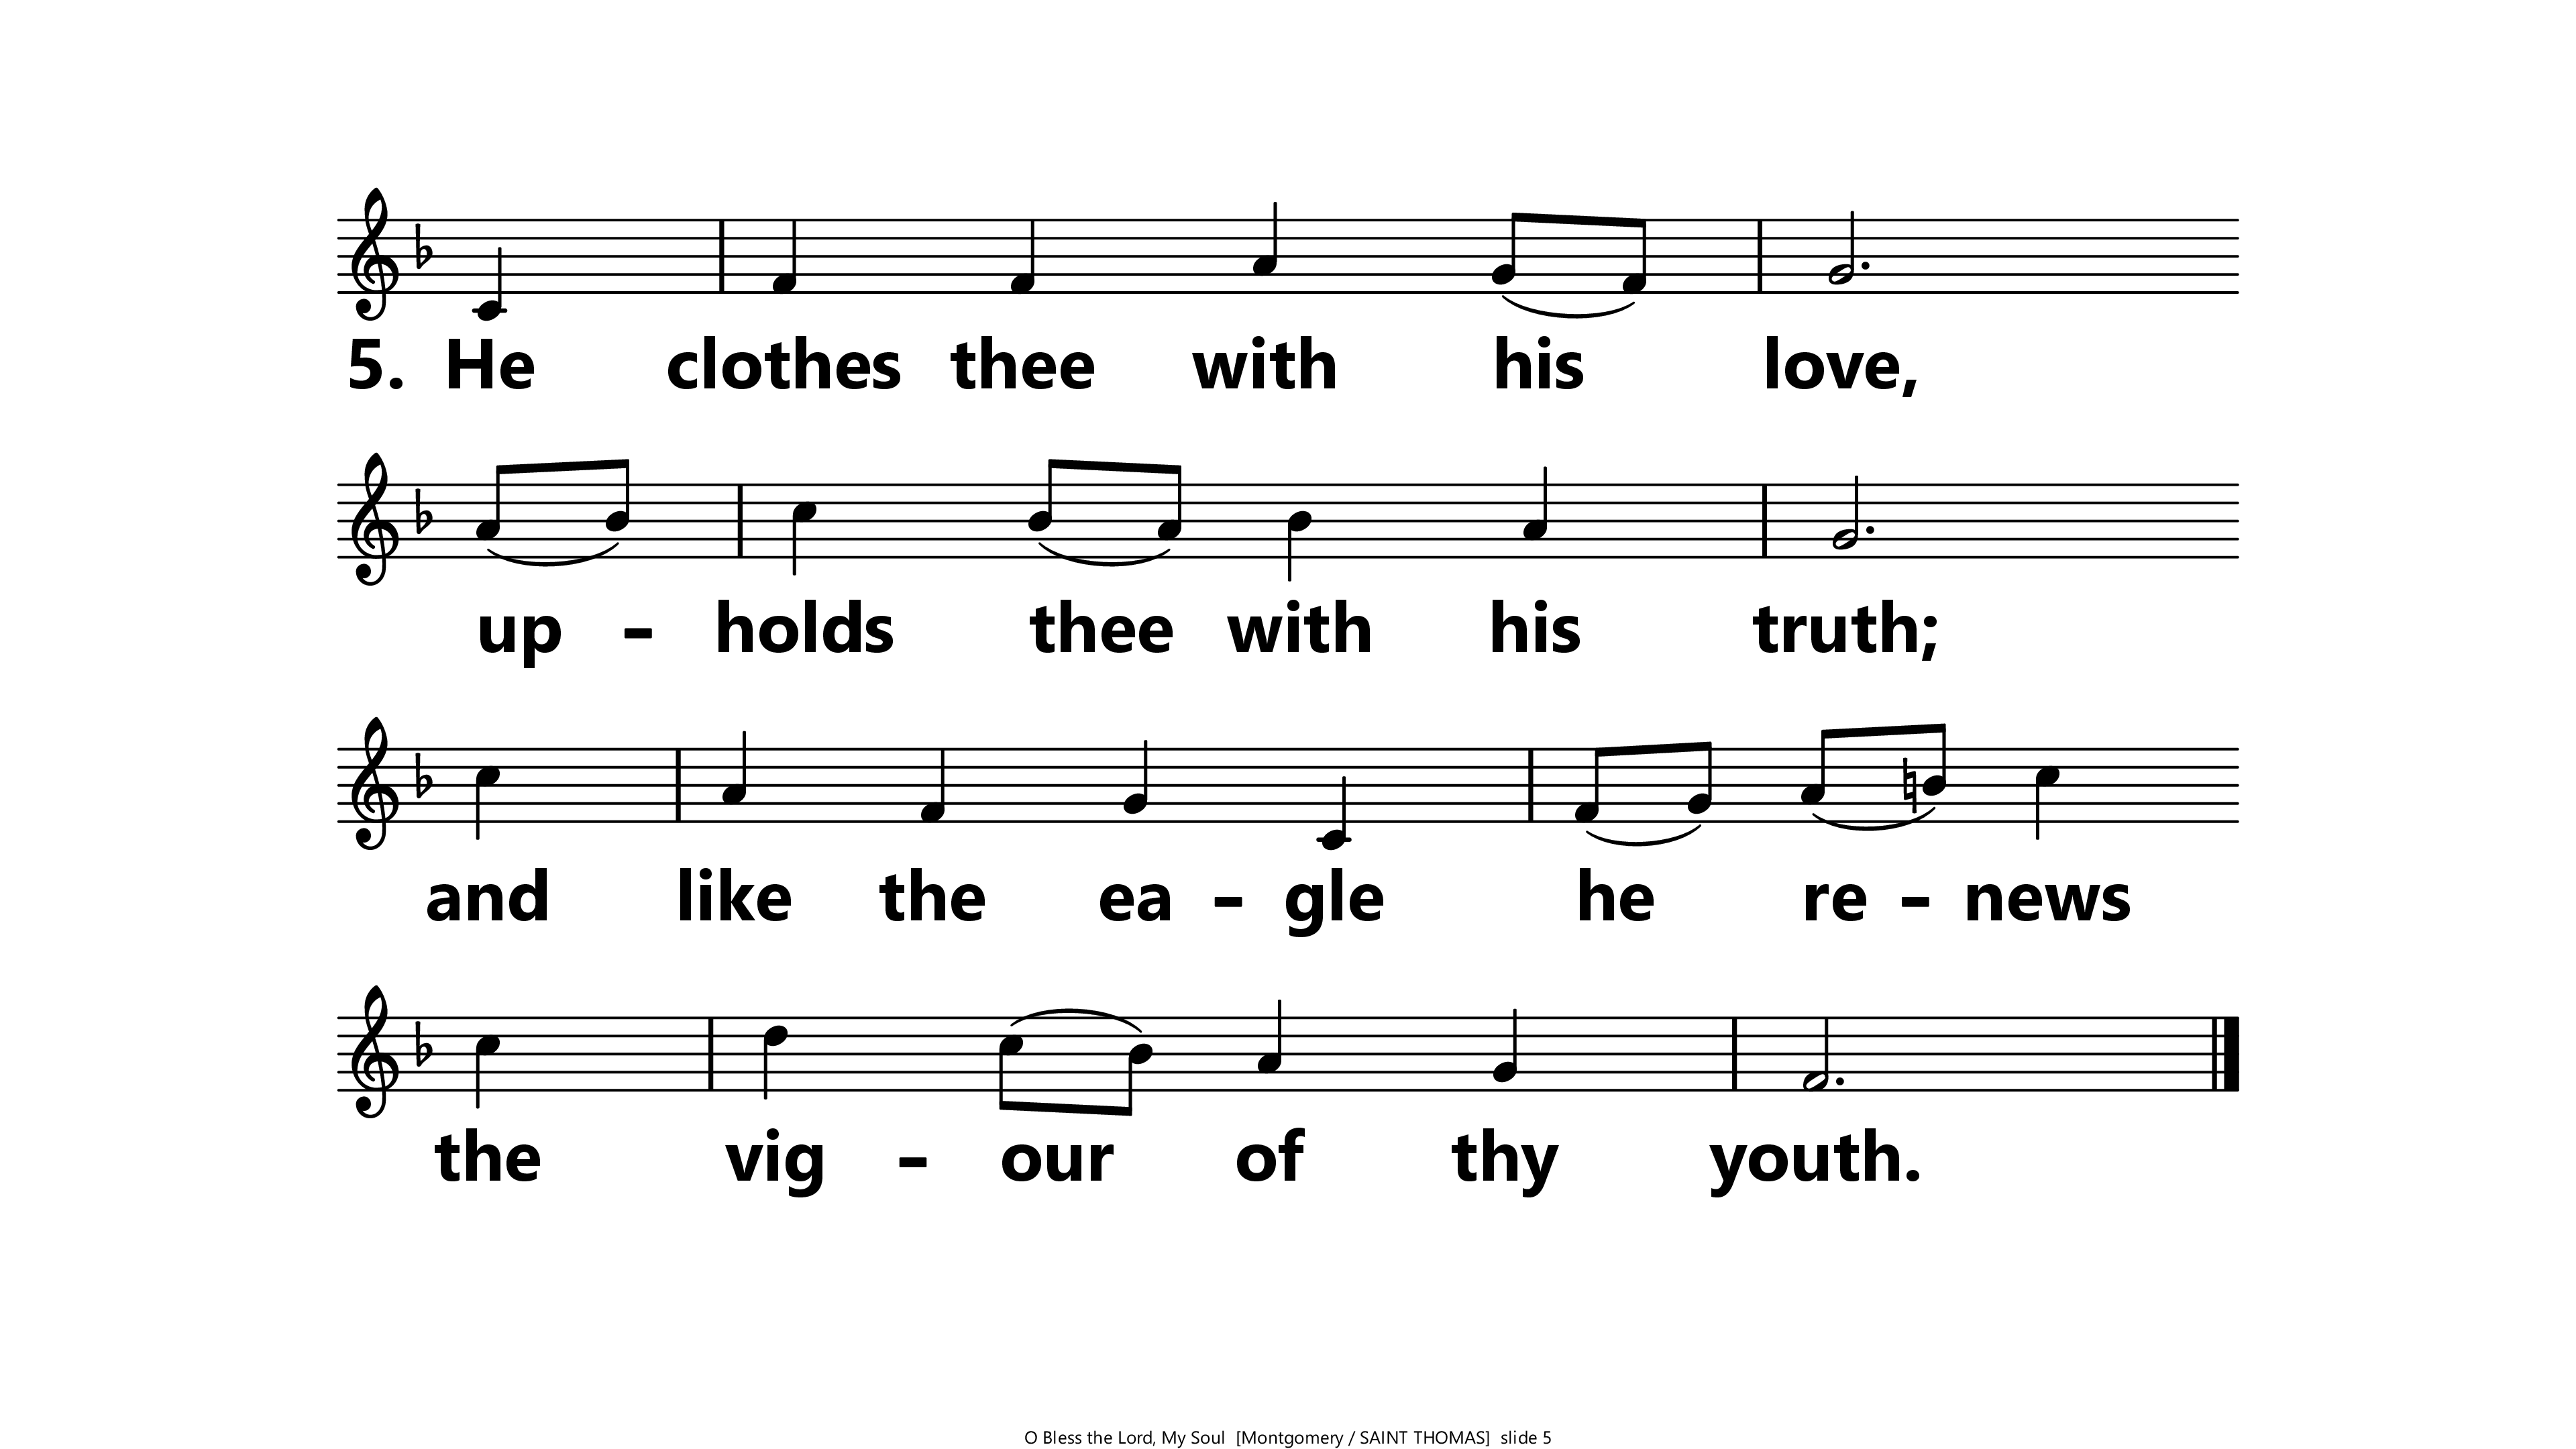 5. He clothes thee with his love,
up - holds thee with his truth;
and like the ea - gle he re - news
the vig - our of thy youth.
O Bless the Lord, My Soul [Montgomery / SAINT THOMAS] slide 5